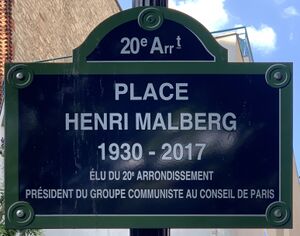 20e Arrt
PLACE
HENRI MALBERG
1930 - 2017
ÉLU DU 20e ARRONDISSEMENT
PRÉSIDENT DU GROUPE COMMUNISTE AU CONSEIL DE PARIS